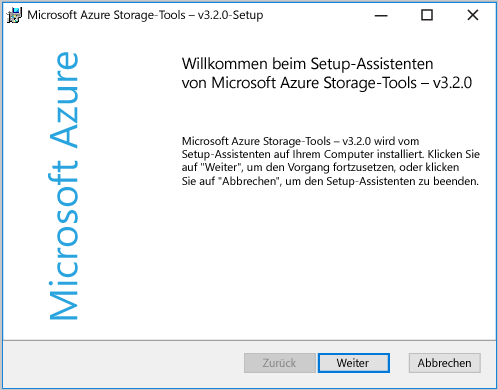 Microsoft Azure Storage-Tools – v3.2.0-Setup
Microsoft Azure
Willkommen beim Setup-Assistenten
von Microsoft Azure Storage-Tools – v3.2.0
Microsoft Azure Storage-Tools – v3.2.0 wird vom
Setup-Assistenten auf Ihrem Computer installiert. Klicken Sie
auf "Weiter", um den Vorgang fortzusetzen, oder klicken
Sie auf "Abbrechen", um den Setup-Assistenten zu beenden.
Zurück
Weiter
Abbrechen